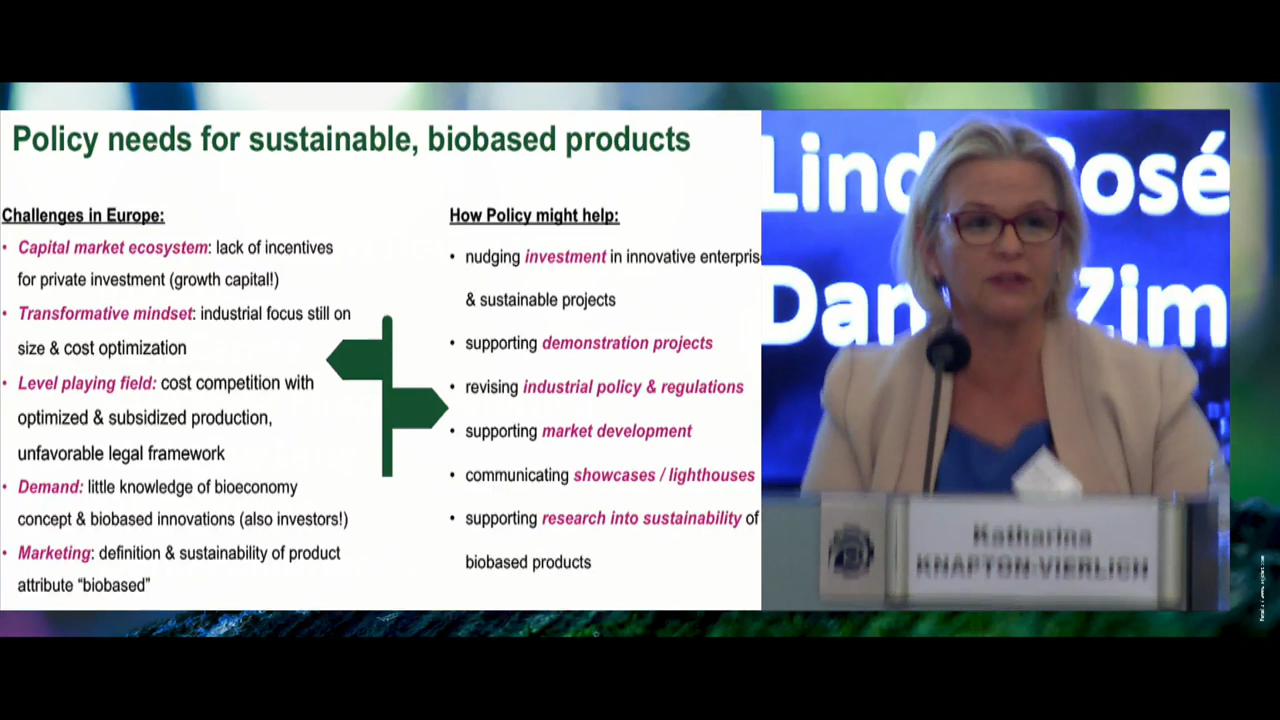 Policy needs for sustainable, biobased products
Challenges in Europe:
• Capital market ecosystem: lack of incentives
for private investment (growth capital!)
• Transformative mindset: industrial focus still on
size & cost optimization
• Level playing field: cost competition with
optimized & subsidized production,
unfavorable legal framework
• Demand: little knowledge of bioeconomy
concept & biobased innovations (also investors!)
• Marketing: definition & sustainability of product
attribute “biobased”
How Policy might help:
• nudging investment in innovative enterpris
& sustainable projects
• supporting demonstration projects
• revising industrial policy & regulations
• supporting market development
• communicating showcases / lighthouses
• supporting research into sustainability of
biobased products
Lind osé
Dan Zim
Katharina
KNAPTON-VIERLICH